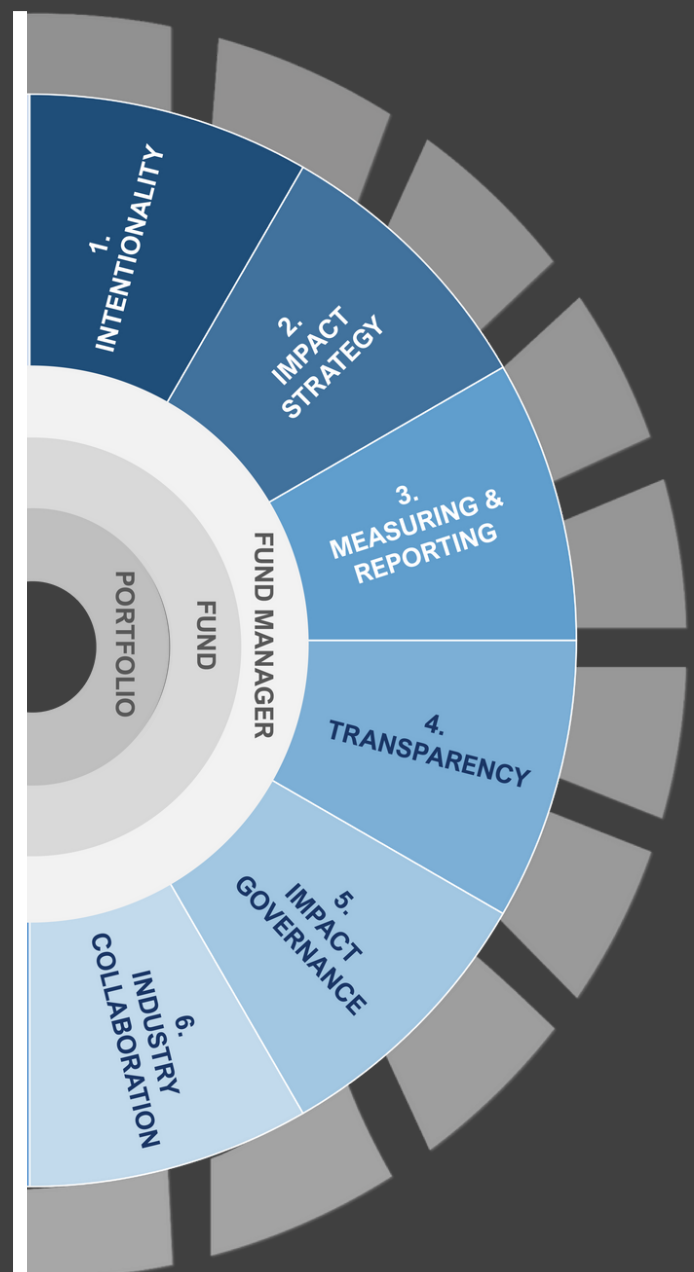 1.
INTENTIONALITY
2.
IMPACT
STRATEGY
3.
MEASURING &
REPORTING
4.
TRANSPARENCY
5.
IMPACT
GOVERNANCE
6.
INDUSTRY
COLLABORATION
FUND MANAGER
FUND
PORTFOLIO